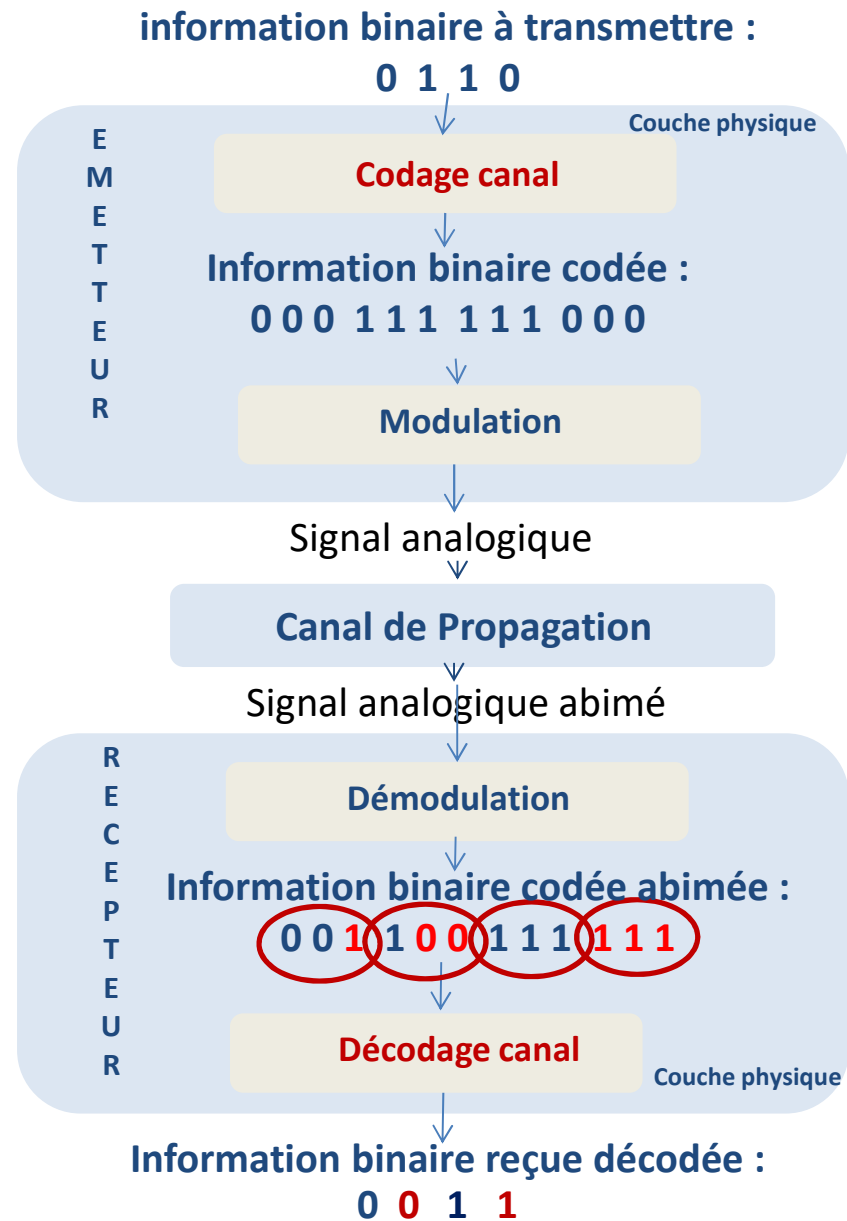 information binaire à transmettre :
0 1 1 0
Couche physique
EMETTEUR
Codage canal
Information binaire codée :
0 0 0 1 1 1 1 1 1 0 0 0
Modulation
Signal analogique
Canal de Propagation
Signal analogique abimé
RECEPTEUR
Démodulation
Information binaire codée abimée :
0 0 1 1 0 0 1 1 1 1 1 1
Décodage canal
Couche physique
Information binaire reçue décodée :
0 0 1 1